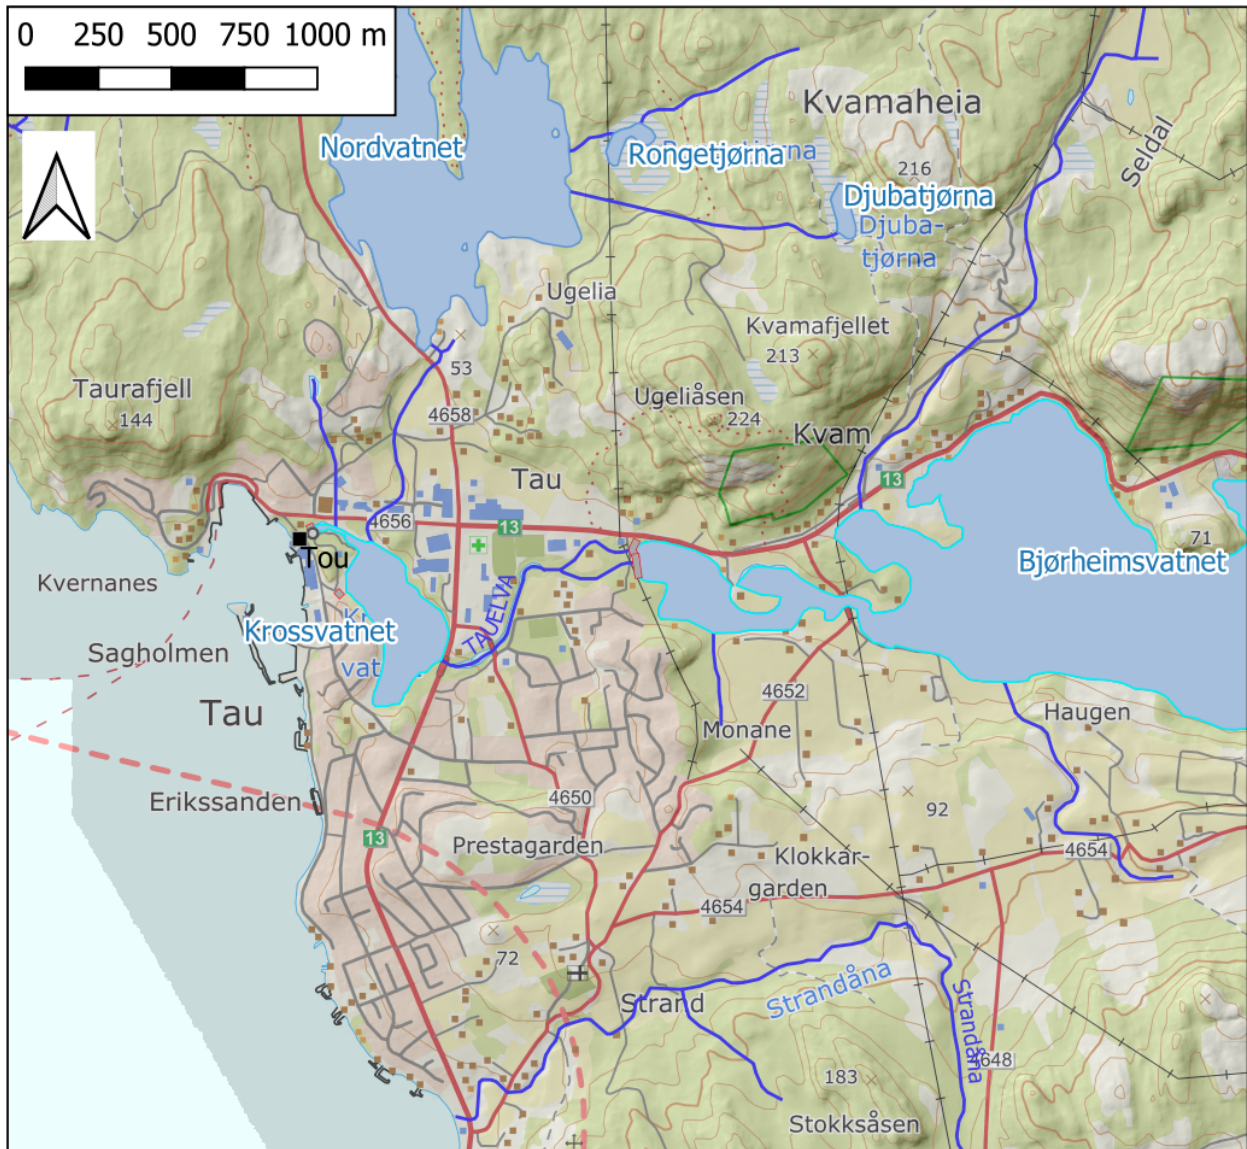 0 250 500 750 1000 m
Kvamaheia
Nordvatnet
Rongetjørna
Seldal
216
Djubatjørna
Djuba-
tjørna
Ugelia
Kvamafjellet
213
53
Taurafjell
144
Ugeliåsen
224
4658
Kvam
Tau
13
4656
13
71
Tou
Bjørheimsvatnet
Kvernanes
TAUELVA
Krossvatnet
Sagholmen
vat
4652
Tau
Monane
Haugen
Erikssanden
4650
92
13
Prestagarden
Klokkar-
garden
4654
4654
72
Strandåna
Strand
Strandåna
4648
183
Stokksåsen